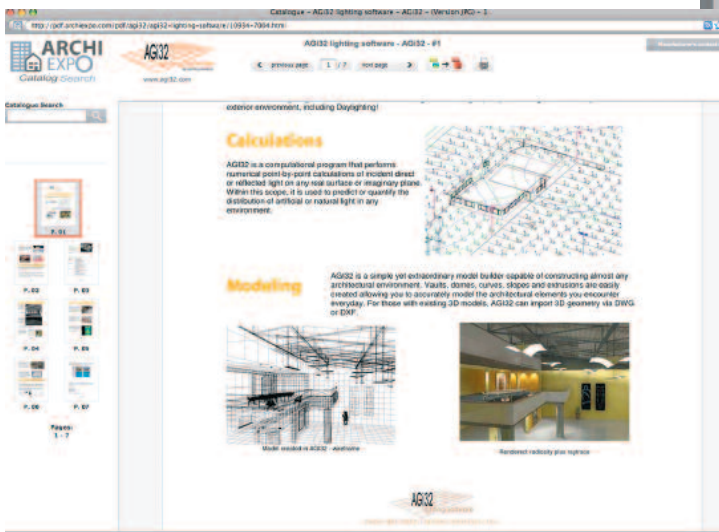 Catalogue - AGi32 lighting software - AGi32 - (Version JPG) - 1...
http://pdf.archiexpo.com/pdf/agi32/agi32-lighting-software/10934-7004.html
ARCHI
EXPO
Catalog Search
AGi32
www.agi32.com
AGi32 lighting software - AGi32 - #1
previous page 1 / 7 next page
Catalogue Search
P. 01
P. 02 P. 03
P. 04 P. 05
P. 06 P. 07
Pages:
1 - 7
exterior environment, including Daylighting!
Calculations
AGI32 is a computational program that performs
numerical point-by-point calculations of incident direct
or reflected light on any real surface or imaginary plane.
Within this scope, it is used to predict or quantify the
distribution of artificial or natural light in any
environment.
Modeling
AGI32 is a simple yet extraordinary model builder capable of constructing almost any
architectural environment. Vaults, domes, curves, slopes and extrusions are easily
created allowing you to accurately model the architectural elements you encounter
everyday. For those with existing 3D models, AGI32 can import 3D geometry via DWG
or DXF.
Model created in AGI32 - wireframe
Rendered radiosity plus raytrace
AGi32